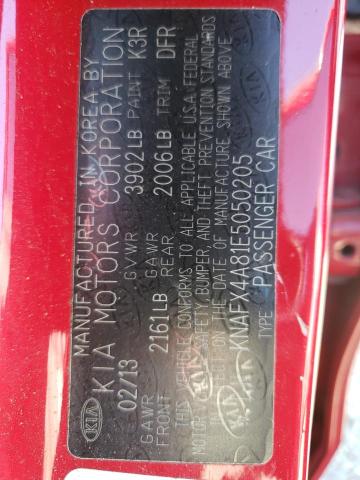 MANUFACTURED IN KOREA BY
KIA KIA MOTORS CORPORATION
02/13 GVWR 3902LB PAINT K3R
GAWR FRONT 2161LB GAWR REAR 2006LB TRIM DFR
THIS VEHICLE CONFORMS TO ALL APPLICABLE U.S.A FEDERAL
MOTOR VEHICLE SAFETY, BUMPER, AND THEFT PREVENTION STANDARDS
IN EFFECT ON THE DATE OF MANUFACTURE SHOWN ABOVE
KNAFX4A81E5050205
TYPE : PASSENGER CAR